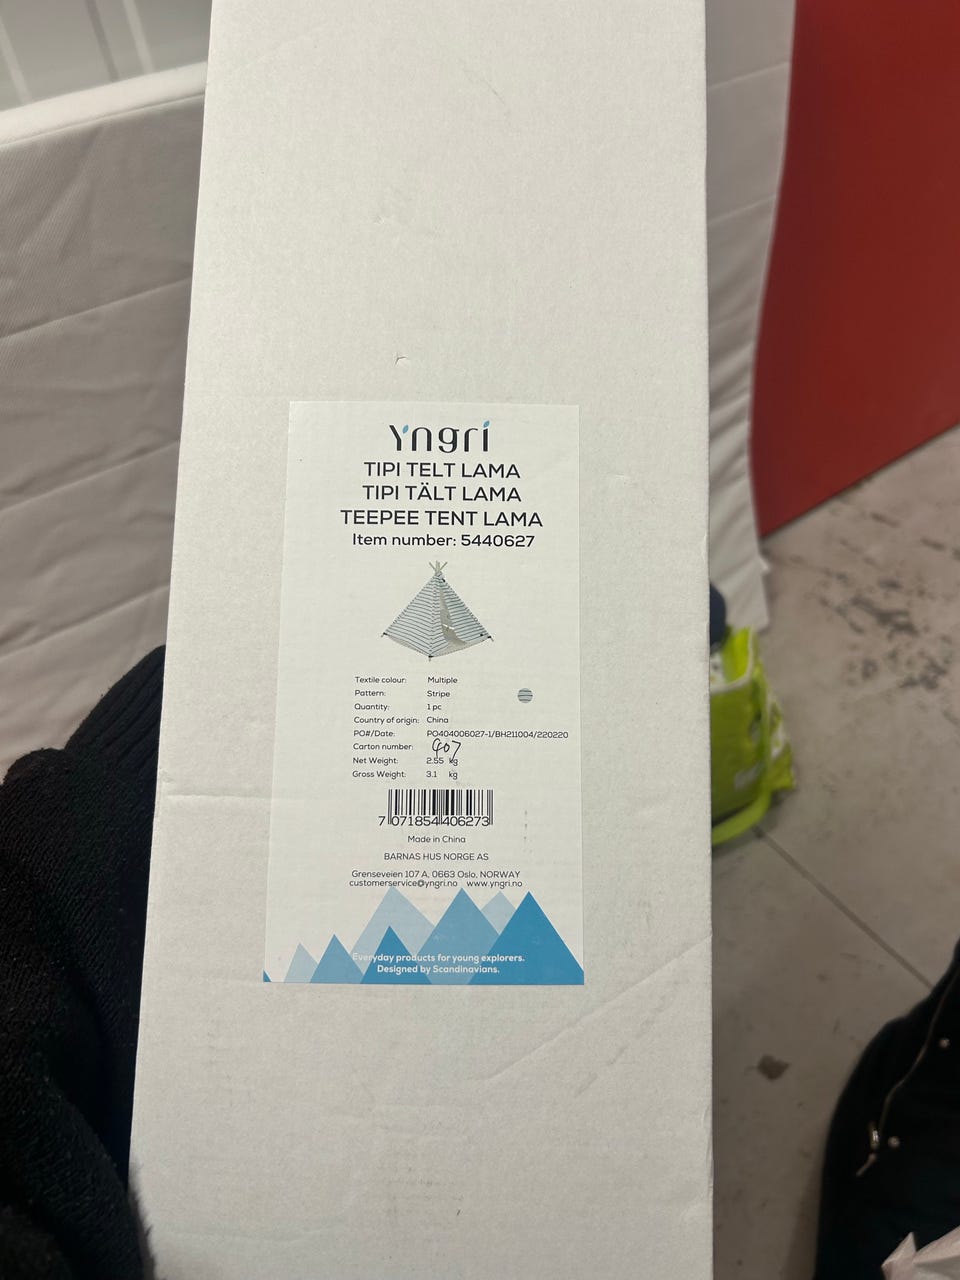 Yngri
TIPI TELT LAMA
TIPI TÄLT LAMA
TEEPEE TENT LAMA
Item number: 5440627
Textile colour: Multiple
Pattern: Stripe
Quantity: 1 pc
Country of origin: China
PO#/Date: PO404006027-1/BH211004/220220
Carton number: 407
Net Weight: 2.55 kg
Gross Weight: 3.1 kg
7 071854 406273
Made in China
BARNAS HUS NORGE AS
Grenseveien 107 A, 0663 Oslo, NORWAY
customerservice@yngri.no www.yngri.no
Everyday products for young explorers.
Designed by Scandinavians.